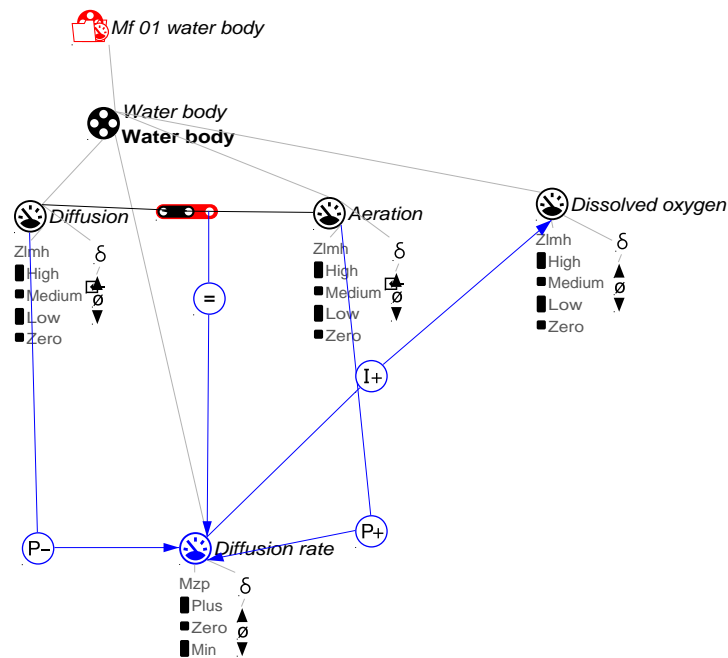 Mf 01 water body
Water body
Water body
Diffusion
Aeration
Dissolved oxygen
Zlmh
δ
High
Medium
ø
Low
Zero
Zlmh
δ
High
Medium
ø
Low
Zero
Zlmh
δ
High
Medium
ø
Low
Zero
=
I+
P-
Diffusion rate
P+
Mzp
δ
Plus
Zero
ø
Min